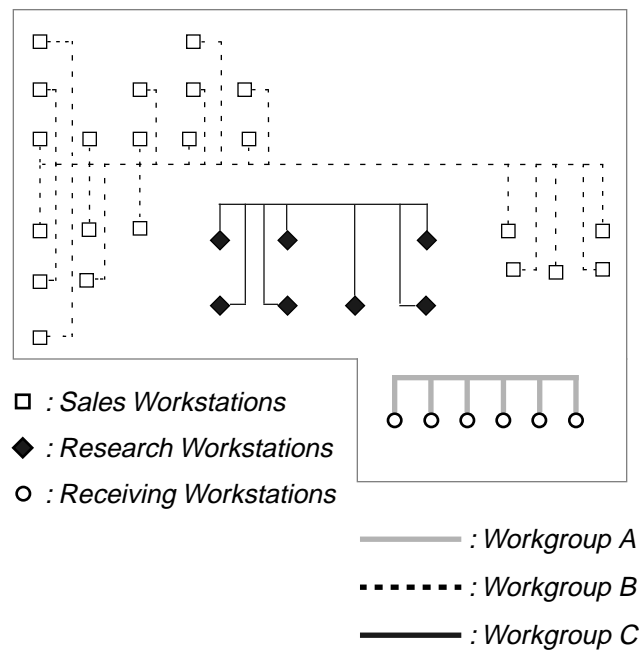 : Sales Workstations
: Research Workstations
: Receiving Workstations
: Workgroup A
: Workgroup B
: Workgroup C